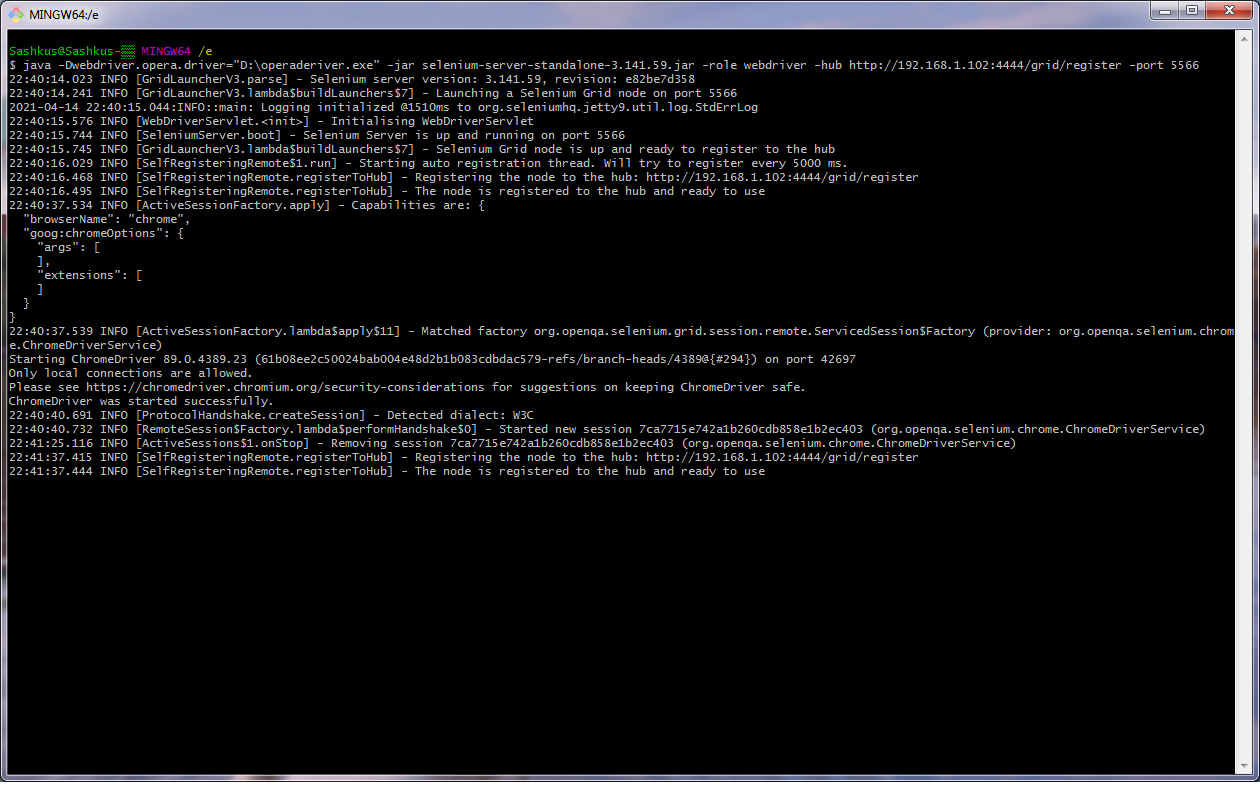 MINGW64:/e
Sashkus@Sashkus-▒▒ MINGW64 /e
$ java -Dwebdriver.opera.driver="D:\operaderiver.exe" -jar selenium-server-standalone-3.141.59.jar -role webdriver -hub http://192.168.1.102:4444/grid/register -port 5566
22:40:14.023 INFO [GridLauncherV3.parse] - Selenium server version: 3.141.59, revision: e82be7d358
22:40:14.241 INFO [GridLauncherV3.lambda$buildLaunchers$7] - Launching a Selenium Grid node on port 5566
2021-04-14 22:40:15.044:INFO::main: Logging initialized @1510ms to org.seleniumhq.jetty9.util.log.StdErrLog
22:40:15.576 INFO [WebDriverServlet.<init>] - Initialising WebDriverServlet
22:40:15.744 INFO [SeleniumServer.boot] - Selenium Server is up and running on port 5566
22:40:15.745 INFO [GridLauncherV3.lambda$buildLaunchers$7] - Selenium Grid node is up and ready to register to the hub
22:40:16.029 INFO [SelfRegisteringRemote$1.run] - Starting auto registration thread. Will try to register every 5000 ms.
22:40:16.468 INFO [SelfRegisteringRemote.registerToHub] - Registering the node to the hub: http://192.168.1.102:4444/grid/register
22:40:16.495 INFO [SelfRegisteringRemote.registerToHub] - The node is registered to the hub and ready to use
22:40:37.534 INFO [ActiveSessionFactory.apply] - Capabilities are: {
  "browserName": "chrome",
  "goog:chromeOptions": {
    "args": [
    ],
    "extensions": [
    ]
  }
}
22:40:37.539 INFO [ActiveSessionFactory.lambda$apply$11] - Matched factory org.openqa.selenium.grid.session.remote.ServicedSession$Factory (provider: org.openqa.selenium.chrom
e.ChromeDriverService)
Starting ChromeDriver 89.0.4389.23 (61b08ee2c50024bab004e48d2b1b083cdbdac579-refs/branch-heads/4389@{#294}) on port 42697
Only local connections are allowed.
Please see https://chromedriver.chromium.org/security-considerations for suggestions on keeping ChromeDriver safe.
ChromeDriver was started successfully.
22:40:40.691 INFO [ProtocolHandshake.createSession] - Detected dialect: W3C
22:40:40.732 INFO [RemoteSession$Factory.lambda$performHandshake$0] - Started new session 7ca7715e742a1b260cdb858e1b2ec403 (org.openqa.selenium.chrome.ChromeDriverService)
22:41:25.116 INFO [ActiveSessions$1.onStop] - Removing session 7ca7715e742a1b260cdb858e1b2ec403 (org.openqa.selenium.chrome.ChromeDriverService)
22:41:37.415 INFO [SelfRegisteringRemote.registerToHub] - Registering the node to the hub: http://192.168.1.102:4444/grid/register
22:41:37.444 INFO [SelfRegisteringRemote.registerToHub] - The node is registered to the hub and ready to use